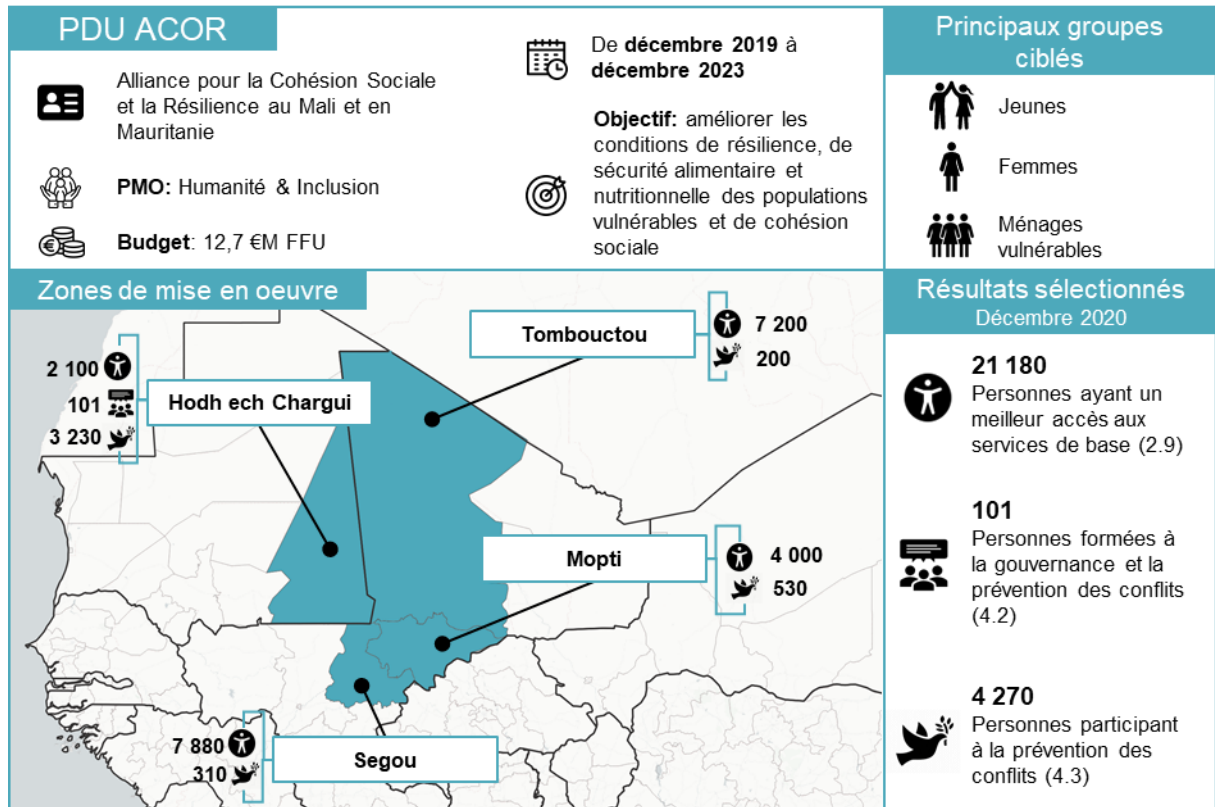 PDU ACOR
Alliance pour la Cohésion Sociale
et la Résilience au Mali et en
Mauritanie
PMO: Humanité & Inclusion
Budget: 12,7 €M FFU
De décembre 2019 à
décembre 2023
Objectif: améliorer les
conditions de résilience, de
sécurité alimentaire et
nutritionnelle des populations
vulnérables et de cohésion
sociale
Principaux groupes
ciblés
Jeunes
Femmes
Ménages
vulnérables
Zones de mise en oeuvre
Tombouctou
7 200
200
2 100
101
3 230
Hodh ech Chargui
Mopti
4 000
530
7 880
310
Segou
Résultats sélectionnés
Décembre 2020
21 180
Personnes ayant un
meilleur accès aux
services de base (2.9)
101
Personnes formées à
la gouvernance et la
prévention des conflits
(4.2)
4 270
Personnes participant
à la prévention des
conflits (4.3)